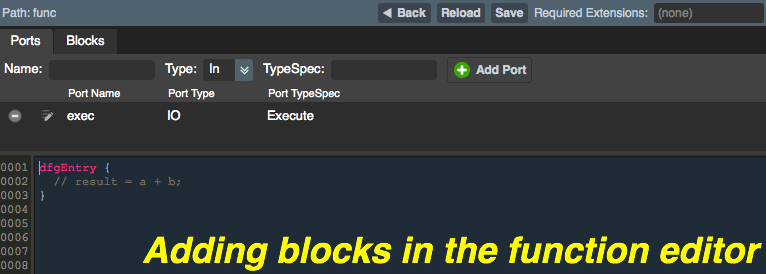 Path: func Back Reload Save Required Extensions: (none)
Ports Blocks
Name: Type: In TypeSpec: Add Port
Port Name Port Type Port TypeSpec
exec IO Execute
0001 dfgEntry {
0002 // result = a + b;
0003 }
0004
0005
0006
0007
0008
Adding blocks in the function editor